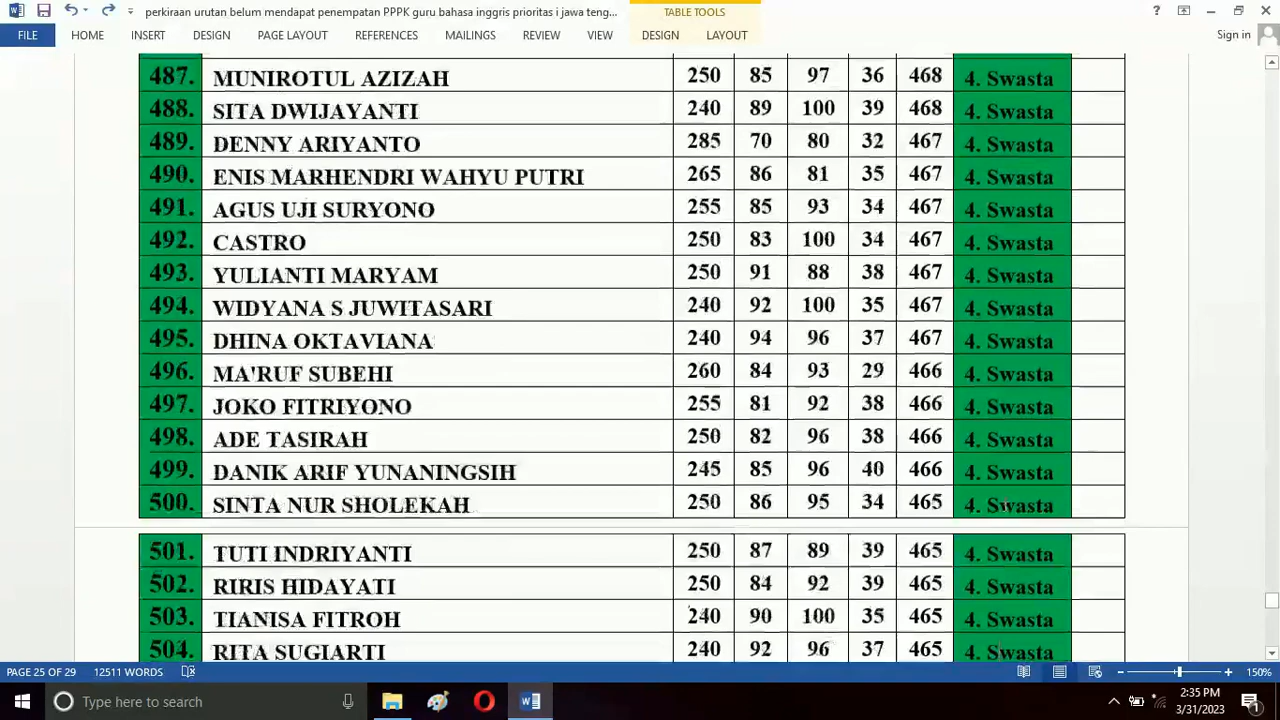 perkiraan urutan belum mendapat penempatan PPPK guru bahasa inggris prioritas i jawa teng...
TABLE TOOLS
?
FILE HOME INSERT DESIGN PAGE LAYOUT REFERENCES MAILINGS REVIEW VIEW DESIGN LAYOUT Sign in
487. MUNIROTUL AZIZAH 250 85 97 36 468 4. Swasta
488. SITA DWIJAYANTI 240 89 100 39 468 4. Swasta
489. DENNY ARIYANTO 285 70 80 32 467 4. Swasta
490. ENIS MARHENDRI WAHYU PUTRI 265 86 81 35 467 4. Swasta
491. AGUS UJI SURYONO 255 85 93 34 467 4. Swasta
492. CASTRO 250 83 100 34 467 4. Swasta
493. YULIANTI MARYAM 250 91 88 38 467 4. Swasta
494. WIDYANA S JUWITASARI 240 92 100 35 467 4. Swasta
495. DHINA OKTAVIANA 240 94 96 37 467 4. Swasta
496. MA'RUF SUBEHI 260 84 93 29 466 4. Swasta
497. JOKO FITRIYONO 255 81 92 38 466 4. Swasta
498. ADE TASIRAH 250 82 96 38 466 4. Swasta
499. DANIK ARIF YUNANINGSIH 245 85 96 40 466 4. Swasta
500. SINTA NUR SHOLEKAH 250 86 95 34 465 4. Swasta
501. TUTI INDRIYANTI 250 87 89 39 465 4. Swasta
502. RIRIS HIDAYATI 250 84 92 39 465 4. Swasta
503. TIANISA FITROH 240 90 100 35 465 4. Swasta
504. RITA SUGIARTI 240 92 96 37 465 4. Swasta
PAGE 25 OF 29 12511 WORDS 150%
Type here to search
2:35 PM
3/31/2023
1